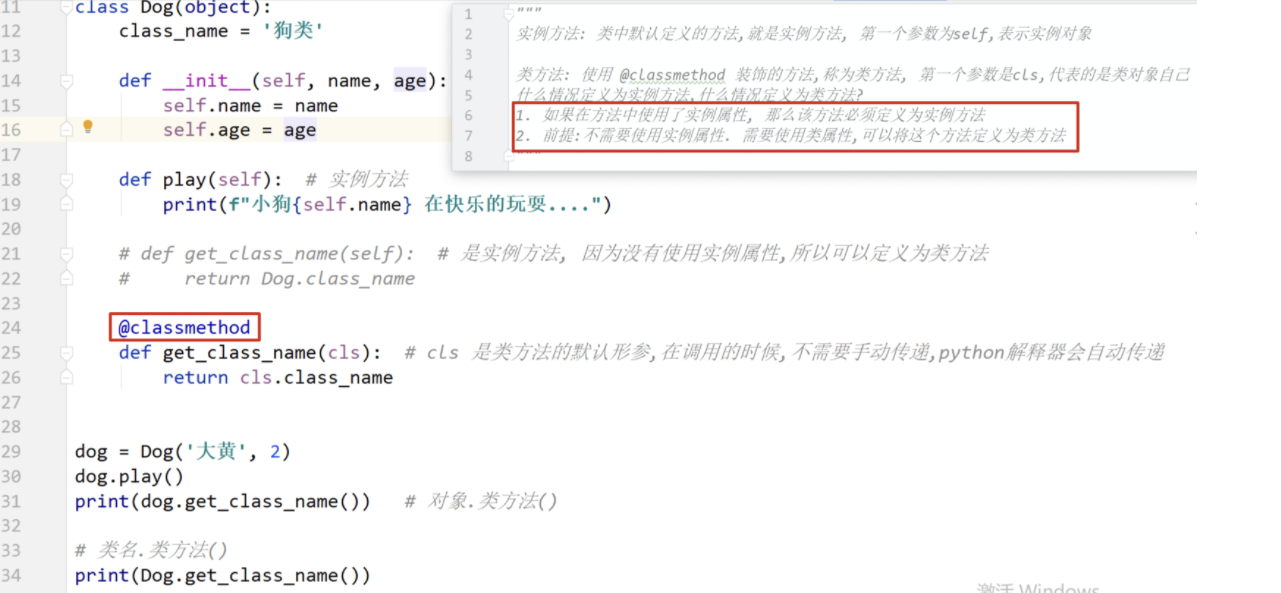 11 class Dog(object):
12     class_name = '狗类'
13
14     def __init__(self, name, age):
15         self.name = name
16         self.age = age
17
18     def play(self):  # 实例方法
19         print(f"小狗{self.name} 在快乐的玩耍....")
20
21     # def get_class_name(self):  # 是实例方法, 因为没有使用实例属性,所以可以定义为类方法
22     #     return Dog.class_name
23
24     @classmethod
25     def get_class_name(cls):  # cls 是类方法的默认形参,在调用的时候,不需要手动传递,python解释器会自动传递
26         return cls.class_name
27
28
29 dog = Dog('大黄', 2)
30 dog.play()
31 print(dog.get_class_name())   # 对象.类方法()
32
33 # 类名.类方法()
34 print(Dog.get_class_name())
1 """
2 实例方法: 类中默认定义的方法,就是实例方法, 第一个参数为self,表示实例对象
3
4 类方法: 使用 @classmethod 装饰的方法,称为类方法, 第一个参数是cls,代表的是类对象自己
5 什么情况定义为实例方法,什么情况定义为类方法?
6 1. 如果在方法中使用了实例属性, 那么该方法必须定义为实例方法
7 2. 前提:不需要使用实例属性. 需要使用类属性,可以将这个方法定义为类方法
8 """
激活 Windows